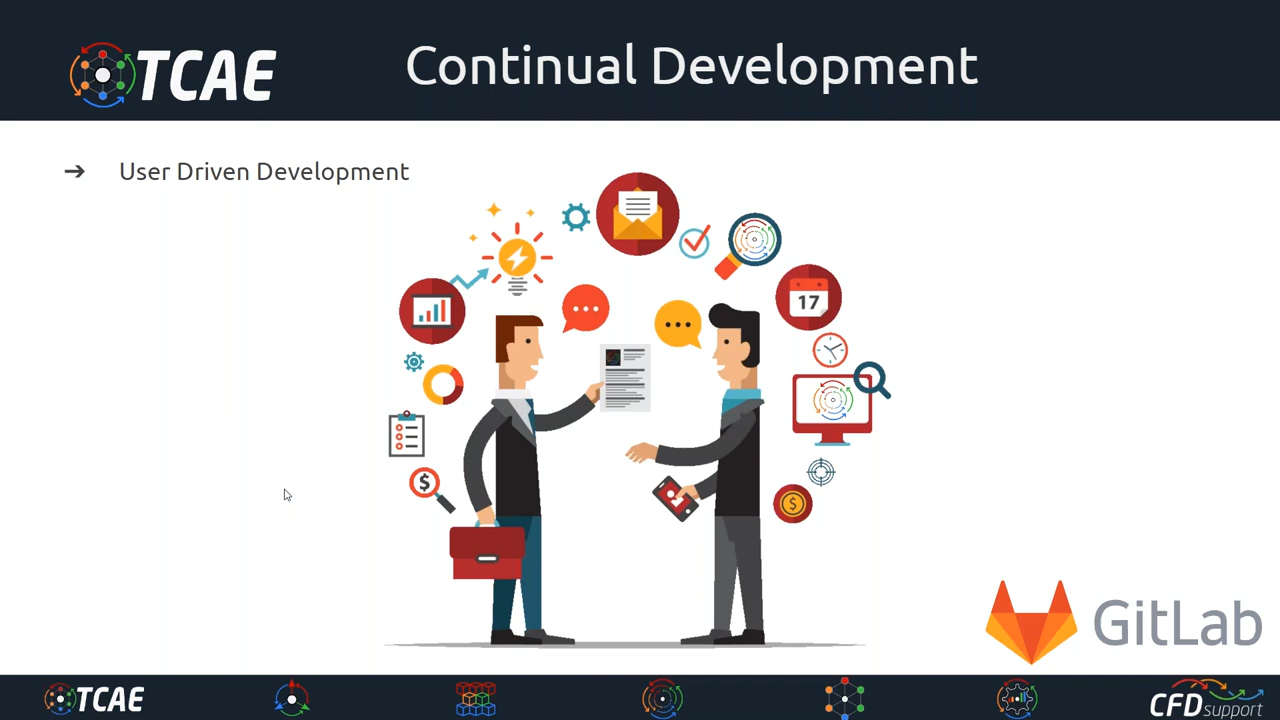 TCAE
Continual Development
➔ User Driven Development
17
$
$
GitLab
TCAE
CFD support